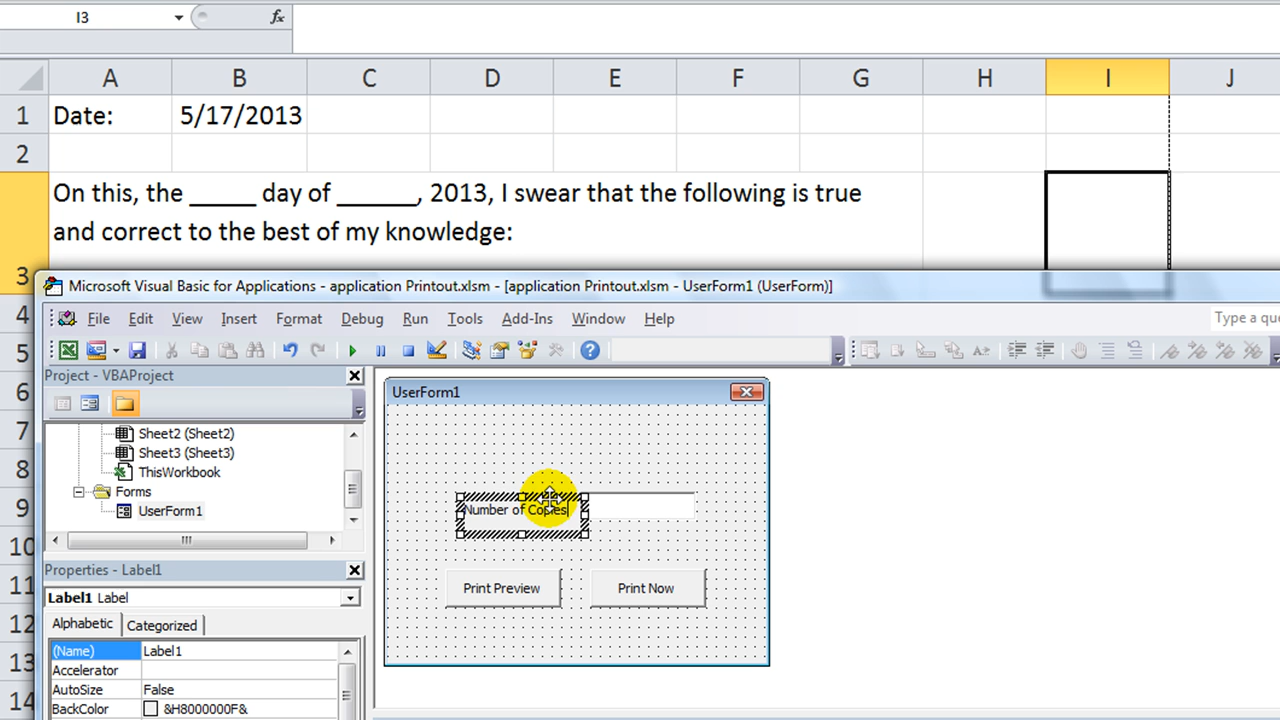 I3 fx
A B C D E F G H I J
1 Date: 5/17/2013
2
3 On this, the _____ day of ______, 2013, I swear that the following is true
and correct to the best of my knowledge:
4
5
6
7
8
9
10
11
12
13
14
Microsoft Visual Basic for Applications - application Printout.xlsm - [application Printout.xlsm - UserForm1 (UserForm)]
File Edit View Insert Format Debug Run Tools Add-Ins Window Help
Type a que
Project - VBAProject
Sheet2 (Sheet2)
Sheet3 (Sheet3)
ThisWorkbook
Forms
UserForm1
UserForm1
Number of Copies
Print Preview Print Now
Properties - Label1
Label1 Label
Alphabetic Categorized
(Name) Label1
Accelerator
AutoSize False
BackColor &H8000000F&